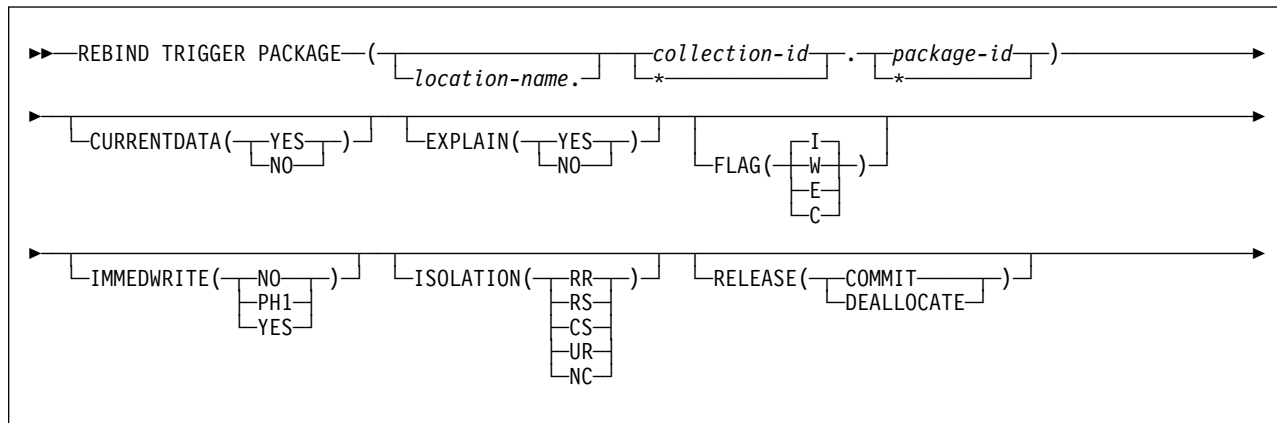 REBIND TRIGGER PACKAGE ( location-name. collection-id . package-id )
* *
CURRENTDATA( YES ) EXPLAIN( YES ) FLAG( I )
NO NO W
E
C
IMMEDWRITE( NO ) ISOLATION( RR ) RELEASE( COMMIT )
PH1 RS DEALLOCATE
YES CS
UR
NC